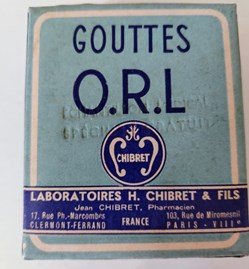 GOUTTES
O.R.L
CHIBRET
LABORATOIRES H. CHIBRET & FILS
Jean CHIBRET, Pharmacien
17, Rue Ph.-Marcombes FRANCE 103, Rue de Miromesnil
CLERMONT-FERRAND PARIS - VIIIe